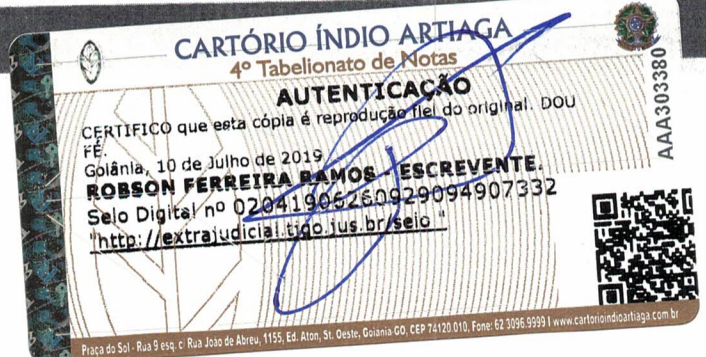 CARTÓRIO ÍNDIO ARTIAGA
4º Tabelionato de Notas
AUTENTICAÇÃO
CERTIFICO que esta cópia é reprodução fiel do original. DOU
FÉ.
Goiânia, 10 de Julho de 2019
ROBSON FERREIRA RAMOS - ESCREVENTE.
Selo Digital nº 02041906260929094907332
"http://extrajudicial.tjgo.jus.br/selo "
AAA303380
Praça do Sol - Rua 9 esq. c/ Rua João de Abreu, 1155, Ed. Aton, St. Oeste, Goiania-GO, CEP 74120.010, Fone: 62 3096.9999 I www.cartorioindioartiaga.com.br